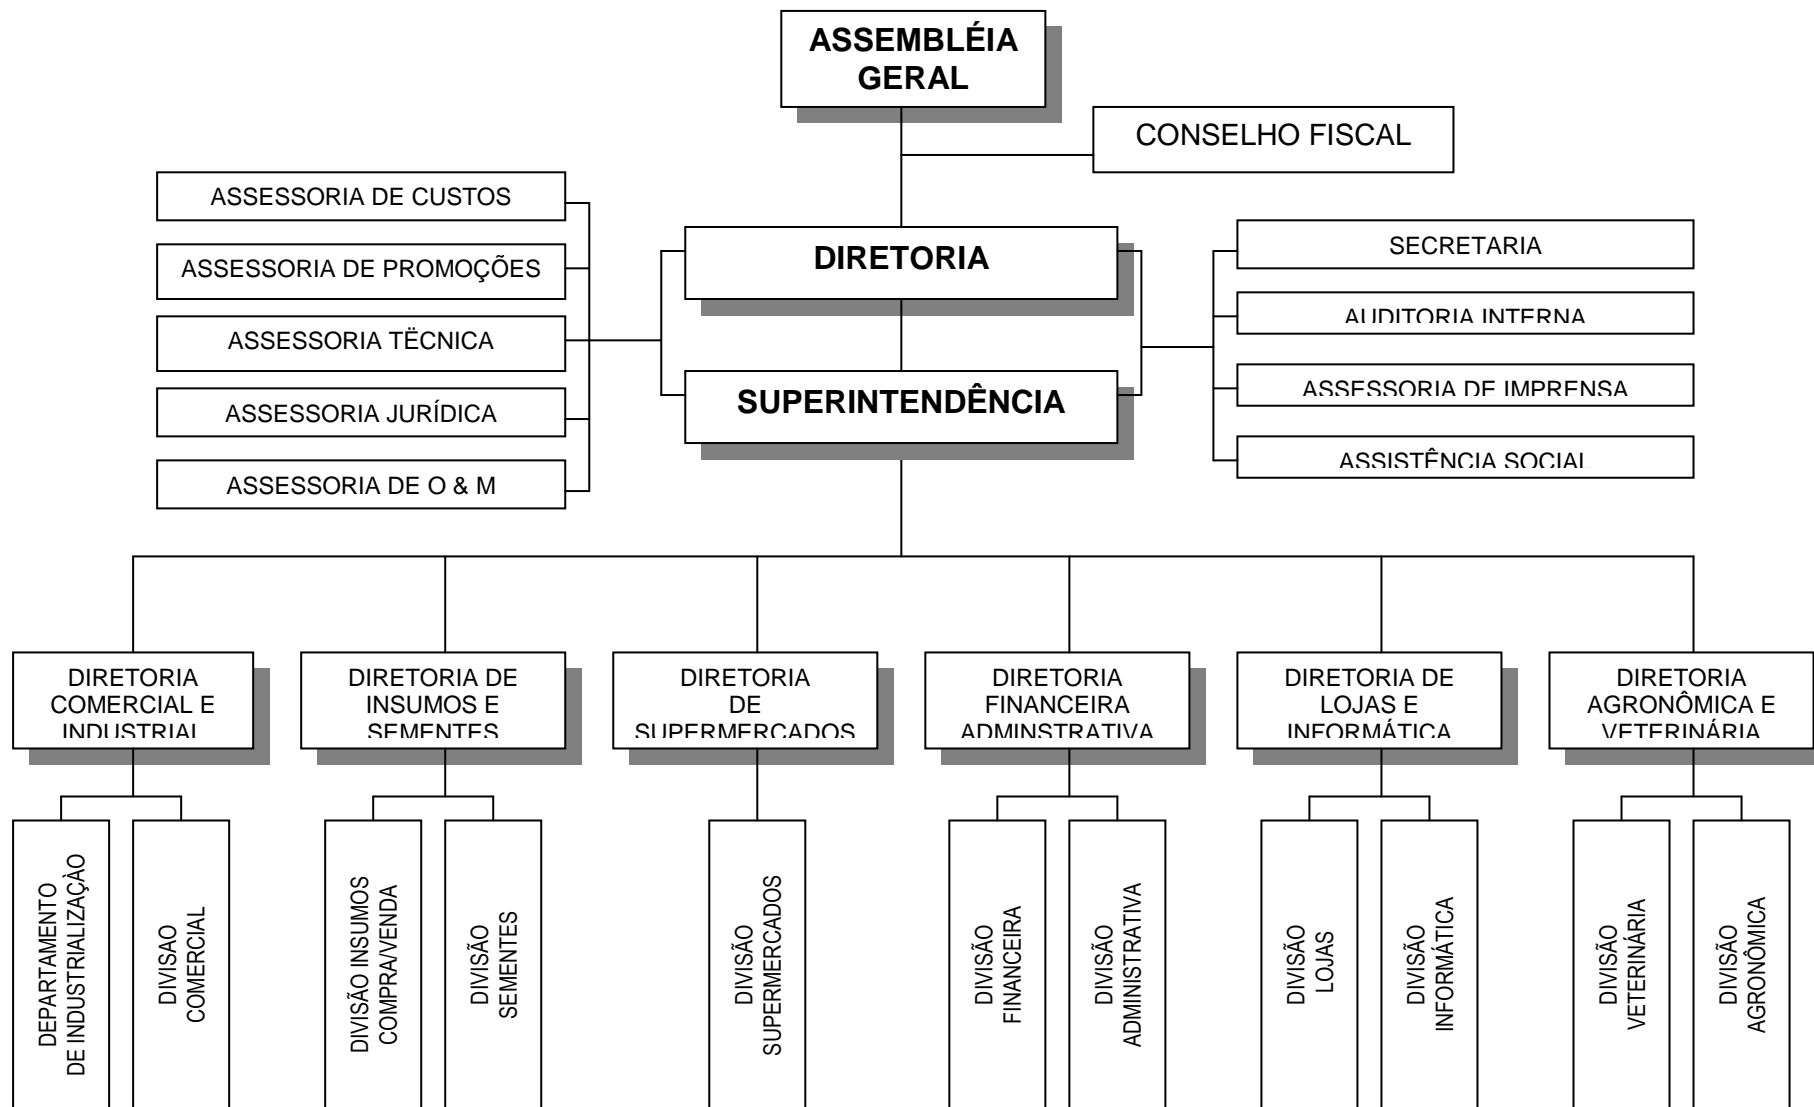 ASSEMBLÉIA
GERAL
CONSELHO FISCAL
ASSESSORIA DE CUSTOS
ASSESSORIA DE PROMOÇÕES
ASSESSORIA TËCNICA
ASSESSORIA JURÍDICA
ASSESSORIA DE O & M
DIRETORIA
SUPERINTENDÊNCIA
SECRETARIA
AUDITORIA INTERNA
ASSESSORIA DE IMPRENSA
ASSISTÊNCIA SOCIAL
DIRETORIA
COMERCIAL E
INDUSTRIAL
DIRETORIA DE
INSUMOS E
SEMENTES
DIRETORIA
DE
SUPERMERCADOS
DIRETORIA
FINANCEIRA
ADMINSTRATIVA
DIRETORIA DE
LOJAS E
INFORMÁTICA
DIRETORIA
AGRONÔMICA E
VETERINÁRIA
DEPARTAMENTO
DE INDUSTRIALIZAÇÀO
DIVISAO
COMERCIAL
DIVISÃO INSUMOS
COMPRA/VENDA
DIVISÃO
SEMENTES
DIVISÃO
SUPERMERCADOS
DIVISÃO
FINANCEIRA
DIVISÃO
ADMINISTRATIVA
DIVISÃO
LOJAS
DIVISÃO
INFORMÁTICA
DIVISÃO
VETERINÁRIA
DIVISÃO
AGRONÔMICA